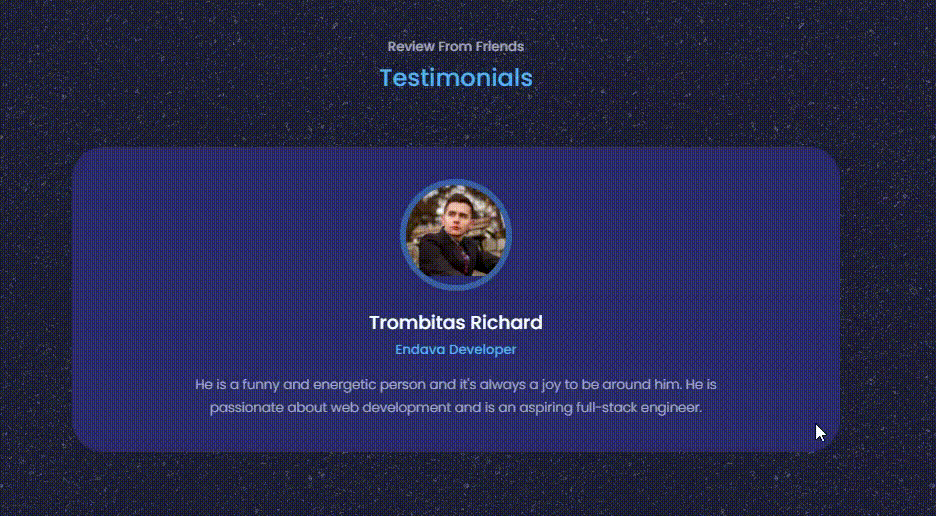 Review From Friends
Testimonials
Trombitas Richard
Endava Developer
He is a funny and energetic person and it's always a joy to be around him. He is
passionate about web development and is an aspiring full-stack engineer.